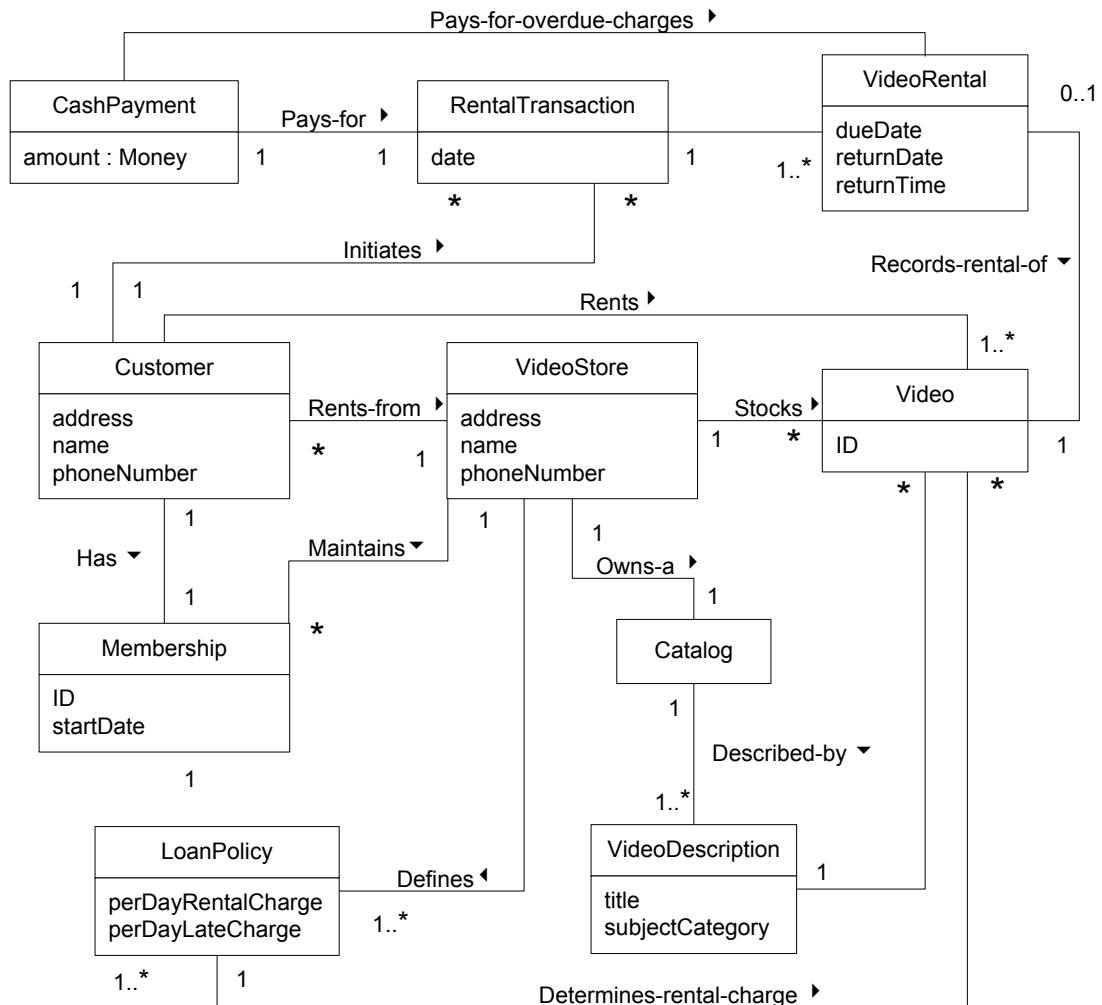 Pays-for-overdue-charges
CashPayment
amount : Money
Pays-for
1
1
RentalTransaction
date
1
1..*
VideoRental
dueDate
returnDate
returnTime
0..1
*
*
Initiates
Records-rental-of
1
1
Rents
1..*
Customer
address
name
phoneNumber
Rents-from
*
1
VideoStore
address
name
phoneNumber
Stocks
1
*
Video
ID
1
*
*
1
1
1
Has
Maintains
Owns-a
1
*
1
Membership
ID
startDate
Catalog
1
1
Described-by
1..*
LoanPolicy
perDayRentalCharge
perDayLateCharge
Defines
1..*
VideoDescription
title
subjectCategory
1
1..*
1
Determines-rental-charge